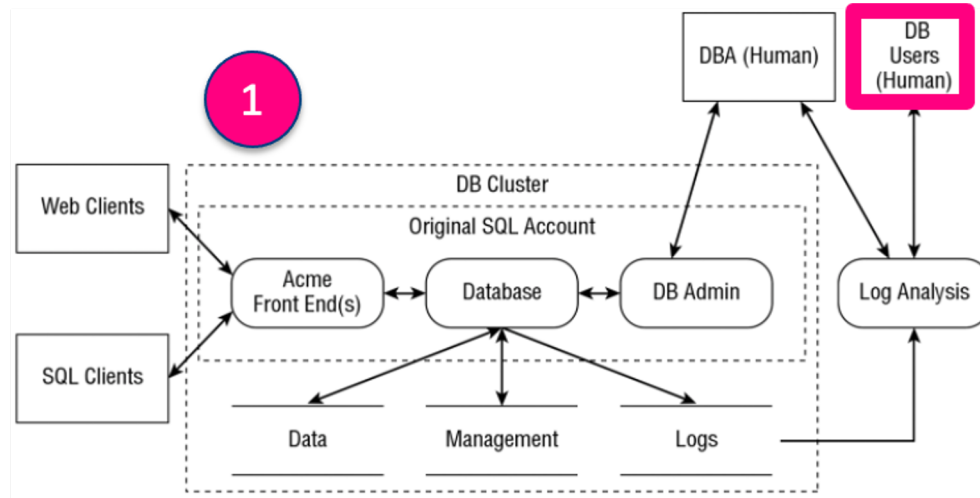 1
DBA (Human)
DB
Users
(Human)
DB Cluster
Web Clients
Original SQL Account
Acme
Front End(s)
Database
DB Admin
Log Analysis
SQL Clients
Data
Management
Logs